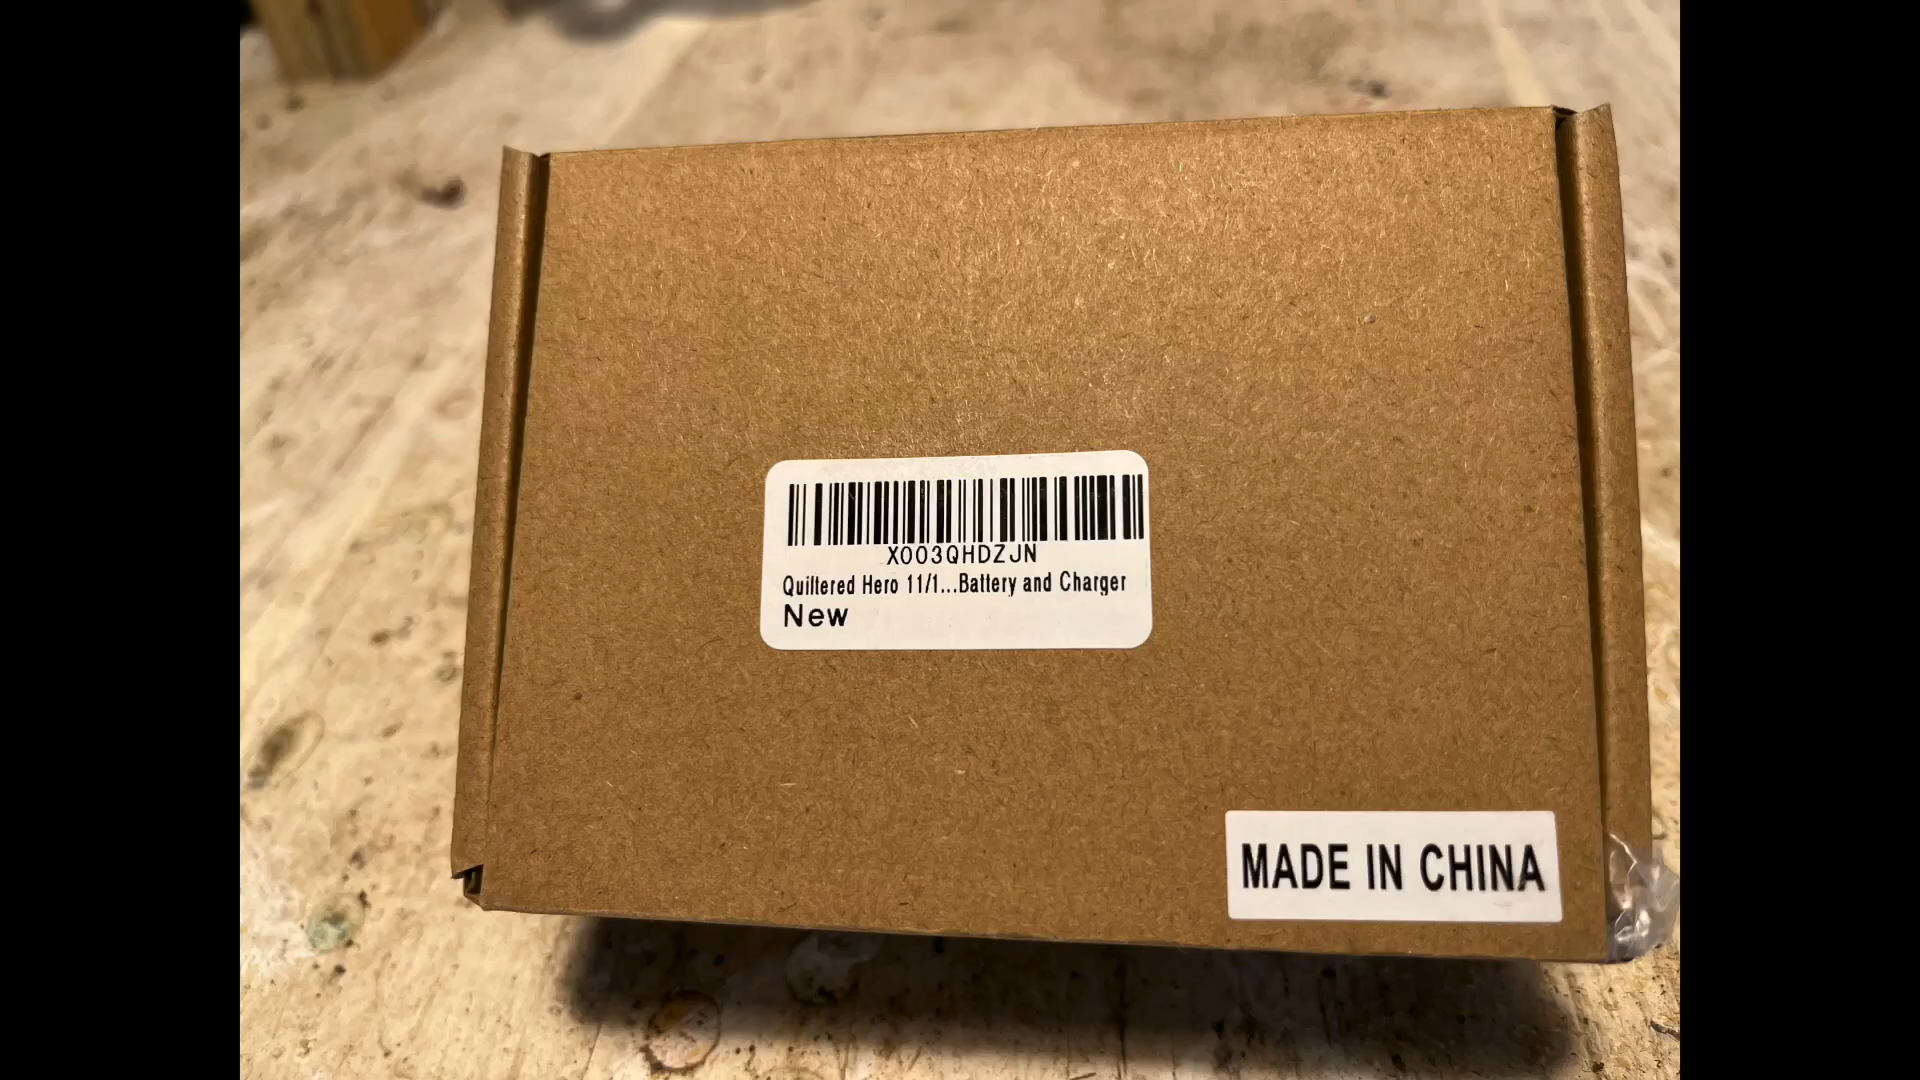 X003QHDZJN
Quiltered Hero 11/1...Battery and Charger
New
MADE IN CHINA